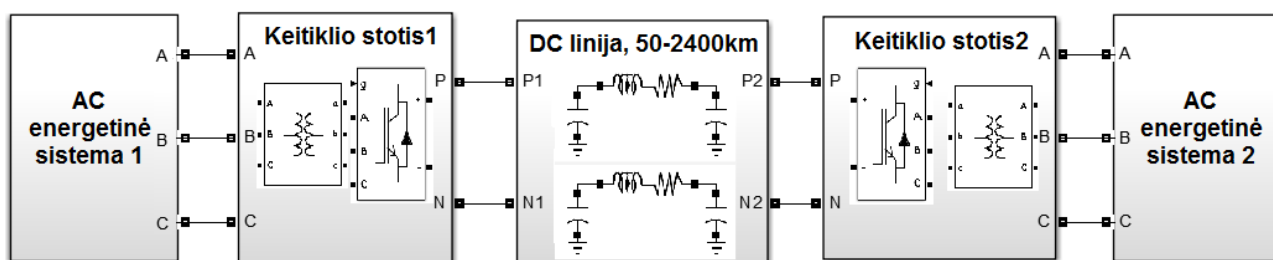 AC
energetinė
sistema 1
A
B
C
Keitiklio stotis1
A
B
C
A
B
C
a
b
c
g
A
B
C
+
-
P
N
DC linija, 50-2400km
P1
N1
P2
N2
Keitiklio stotis2
P
N
g
A
B
C
+
-
a
b
c
A
B
C
A
B
C
AC
energetinė
sistema 2
A
B
C